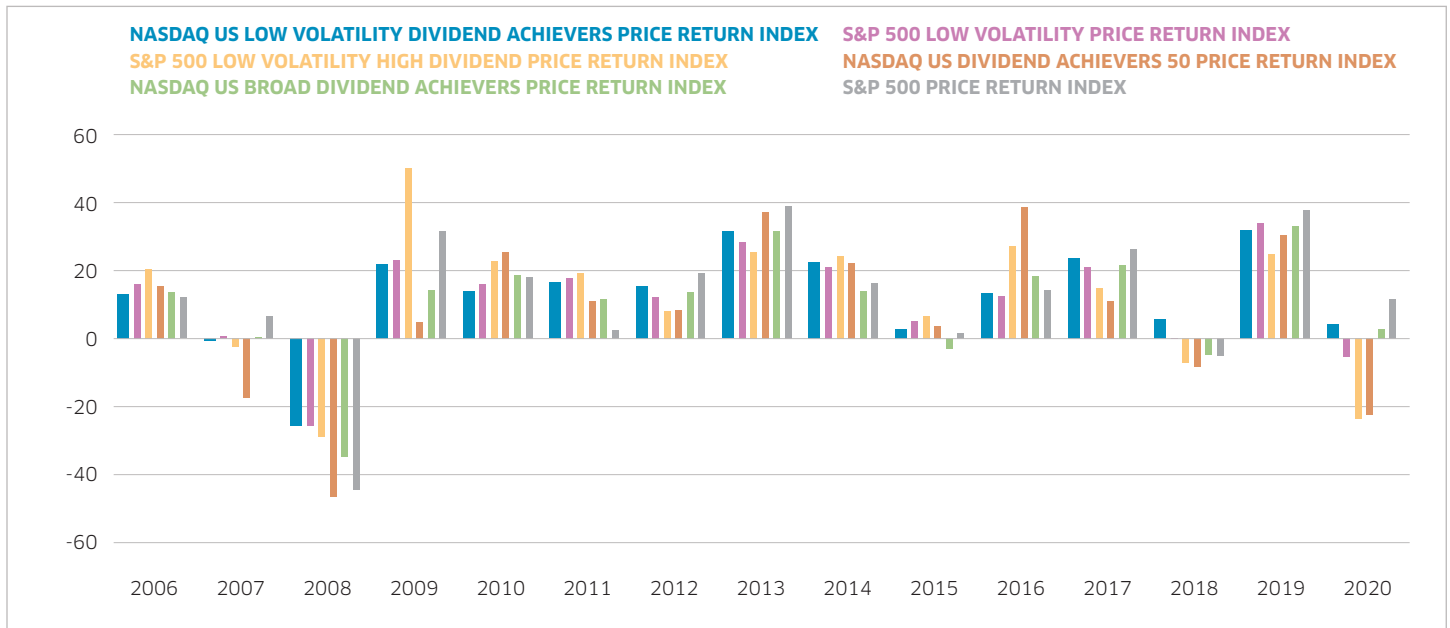 NASDAQ US LOW VOLATILITY DIVIDEND ACHIEVERS PRICE RETURN INDEX
S&P 500 LOW VOLATILITY PRICE RETURN INDEX
S&P 500 LOW VOLATILITY HIGH DIVIDEND PRICE RETURN INDEX
NASDAQ US DIVIDEND ACHIEVERS 50 PRICE RETURN INDEX
NASDAQ US BROAD DIVIDEND ACHIEVERS PRICE RETURN INDEX
S&P 500 PRICE RETURN INDEX
60
40
20
0
-20
-40
-60
2006 2007 2008 2009 2010 2011 2012 2013 2014 2015 2016 2017 2018 2019 2020